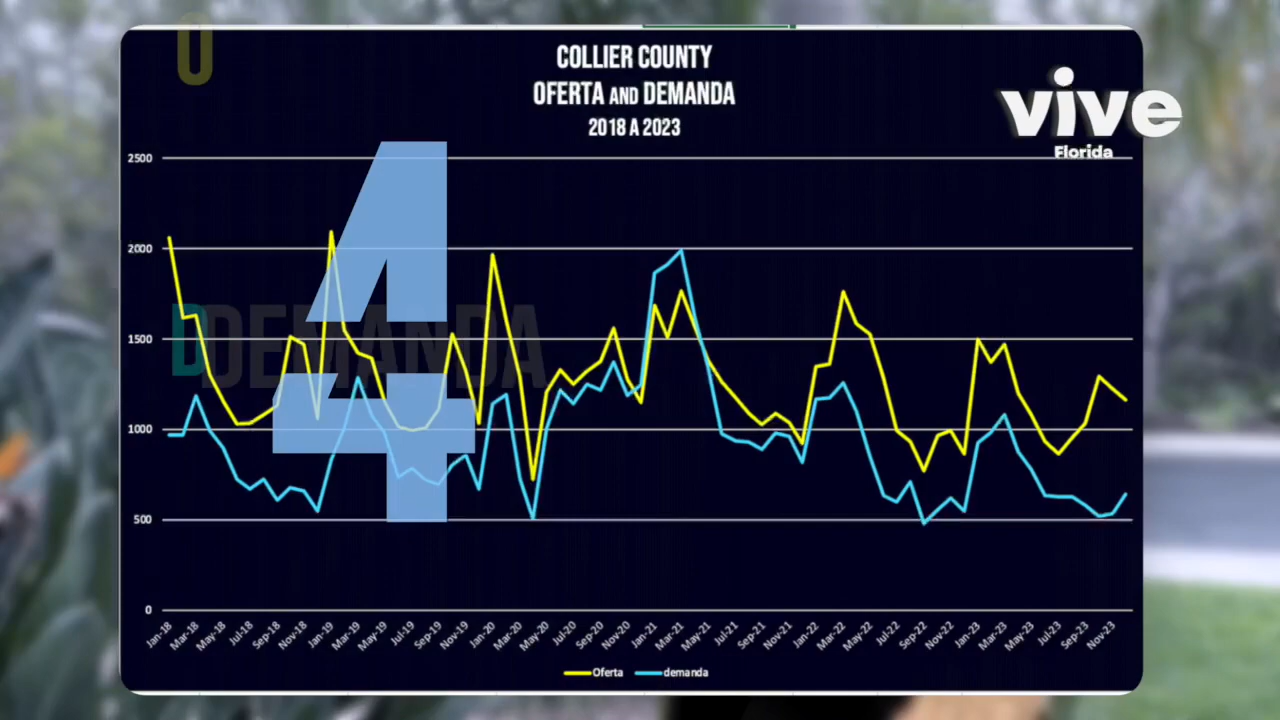 COLLIER COUNTY
OFERTA AND DEMANDA
2018 A 2023
vive
Florida
2500
2000
1500
1000
500
0
4
DEMANDA
Jan-18 Mar-18 May-18 Jul-18 Sep-18 Nov-18 Jan-19 Mar-19 May-19 Jul-19 Sep-19 Nov-19 Jan-20 Mar-20 May-20 Jul-20 Sep-20 Nov-20 Jan-21 Mar-21 May-21 Jul-21 Sep-21 Nov-21 Jan-22 Mar-22 May-22 Jul-22 Sep-22 Nov-22 Jan-23 Mar-23 May-23 Jul-23 Sep-23 Nov-23
Oferta demanda